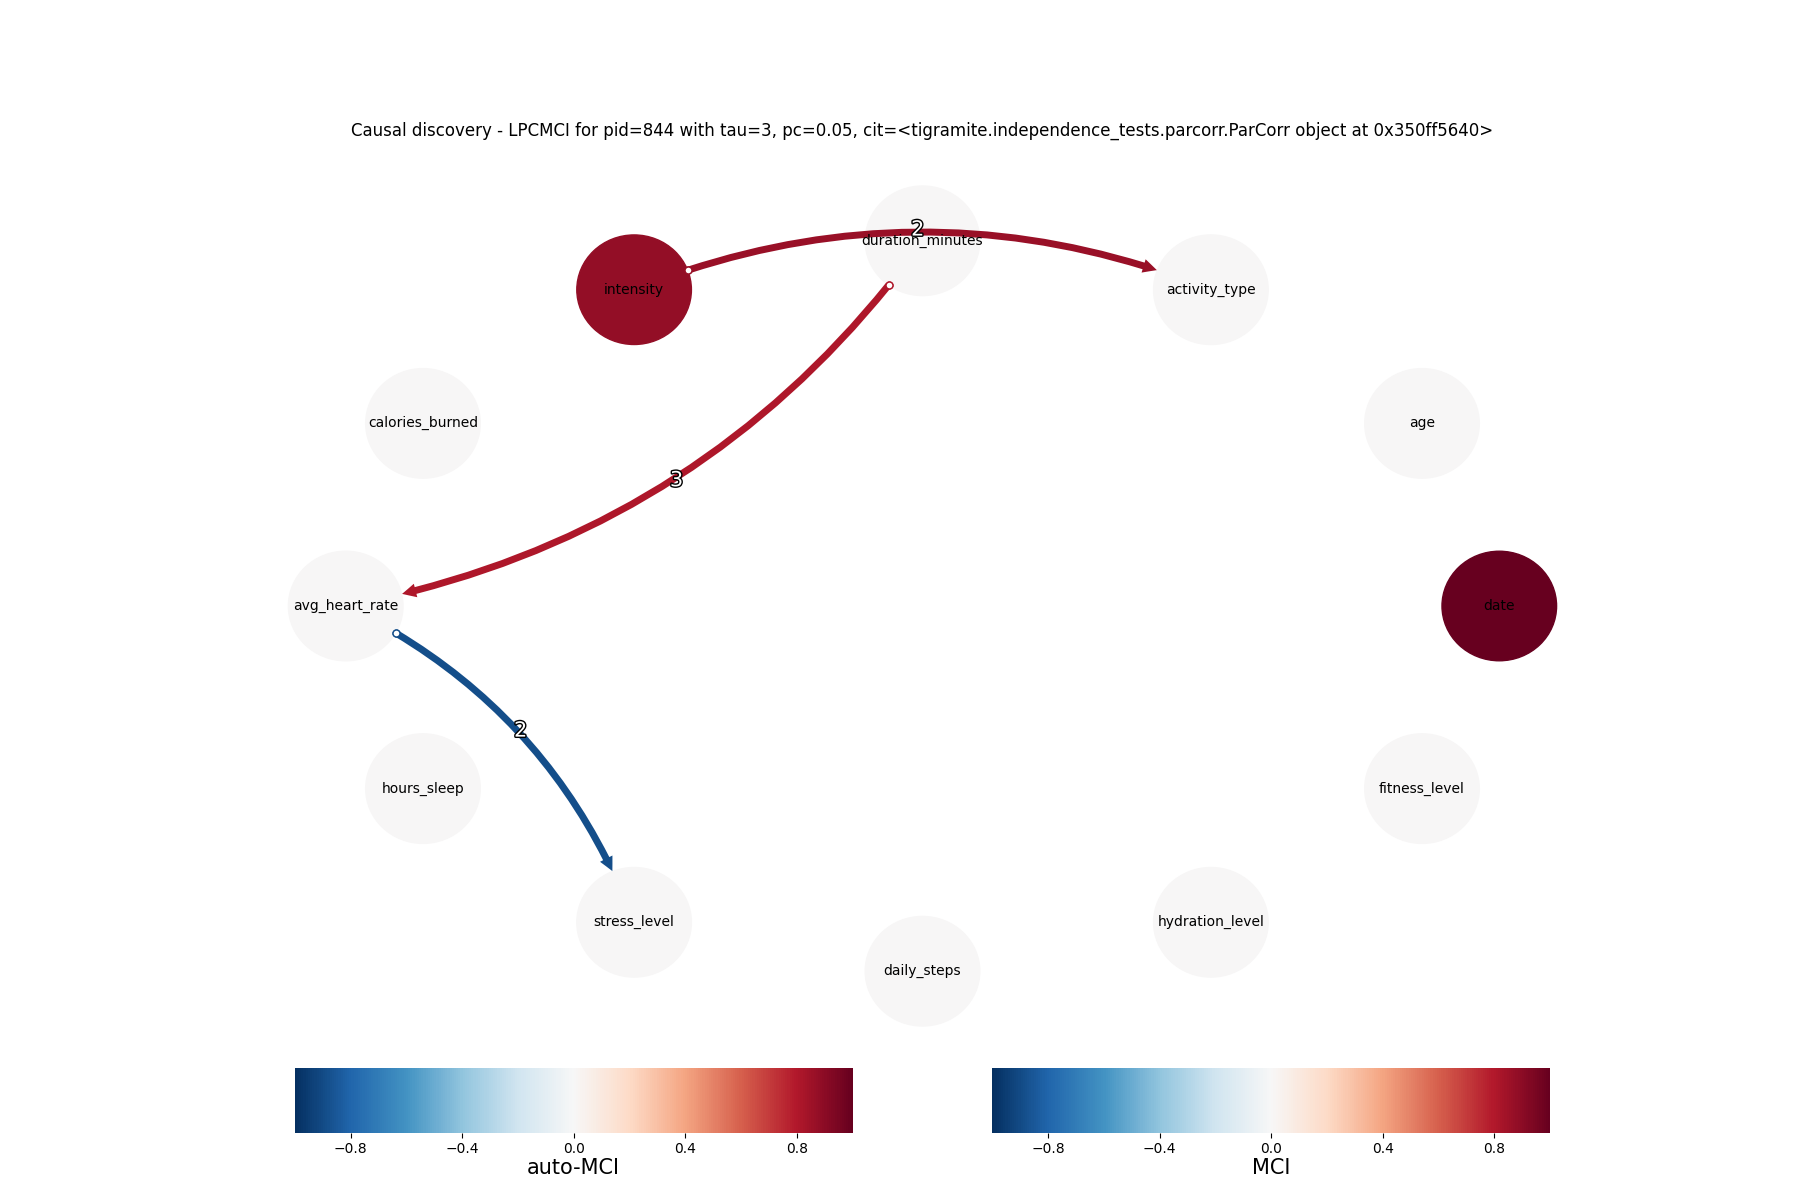 Causal discovery - LPCMCI for pid=844 with tau=3, pc=0.05, cit=<tigramite.independence_tests.parcorr.ParCorr object at 0x350ff5640>
2
duration_minutes
intensity
activity_type
calories_burned
age
3
avg_heart_rate
date
2
hours_sleep
fitness_level
stress_level
hydration_level
daily_steps
−0.8 −0.4 0.0 0.4 0.8
auto-MCI
−0.8 −0.4 0.0 0.4 0.8
MCI